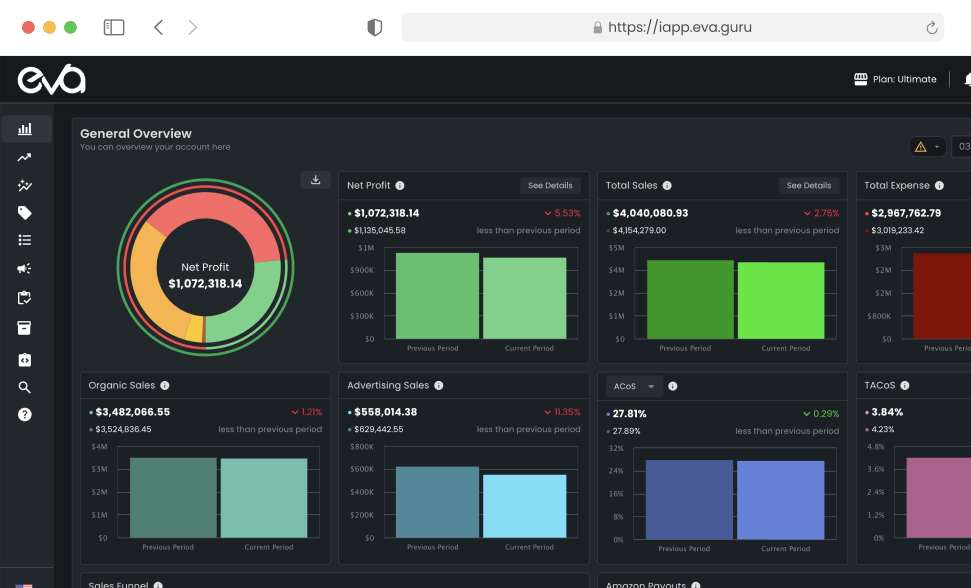 https://iapp.eva.guru
eva
Plan: Ultimate
General Overview
You can overview your account here
03
Net Profit
$1,072,318.14
Net Profit
See Details
$1,072,318.14
5.53%
$1,135,045.58
less than previous period
$1M
$900K
$600K
$300K
$0
Previous Period
Current Period
Total Sales
See Details
$4,040,080.93
2.75%
$4,154,279.00
less than previous period
$5M
$4M
$2M
$1M
$0
Previous Period
Current Period
Total Expense
$2,967,762.79
$3,019,233.42
$3M
$2M
$2M
$800K
$0
Previous Perio
Organic Sales
$3,482,066.55
1.21%
$3,524,836.45
less than previous period
$4M
$3M
$2M
$1M
$0
Previous Period
Current Period
Advertising Sales
$558,014.38
11.35%
$629,442.55
less than previous period
$800K
$600K
$400K
$200K
$0
Previous Period
Current Period
ACoS
27.81%
0.29%
27.89%
less than previous period
32%
24%
16%
8%
0%
Previous Period
Current Period
TACoS
3.84%
4.23%
4.8%
3.6%
2.4%
1.2%
0%
Previous Period
Sales Funnel
Amazon Payouts